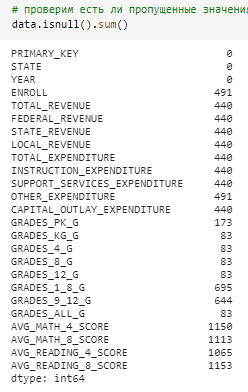 # проверим есть ли пропущенные значени
data.isnull().sum()
PRIMARY_KEY 0
STATE 0
YEAR 0
ENROLL 491
TOTAL_REVENUE 440
FEDERAL_REVENUE 440
STATE_REVENUE 440
LOCAL_REVENUE 440
TOTAL_EXPENDITURE 440
INSTRUCTION_EXPENDITURE 440
SUPPORT_SERVICES_EXPENDITURE 440
OTHER_EXPENDITURE 491
CAPITAL_OUTLAY_EXPENDITURE 440
GRADES_PK_G 173
GRADES_KG_G 83
GRADES_4_G 83
GRADES_8_G 83
GRADES_12_G 83
GRADES_1_8_G 695
GRADES_9_12_G 644
GRADES_ALL_G 83
AVG_MATH_4_SCORE 1150
AVG_MATH_8_SCORE 1113
AVG_READING_4_SCORE 1065
AVG_READING_8_SCORE 1153
dtype: int64